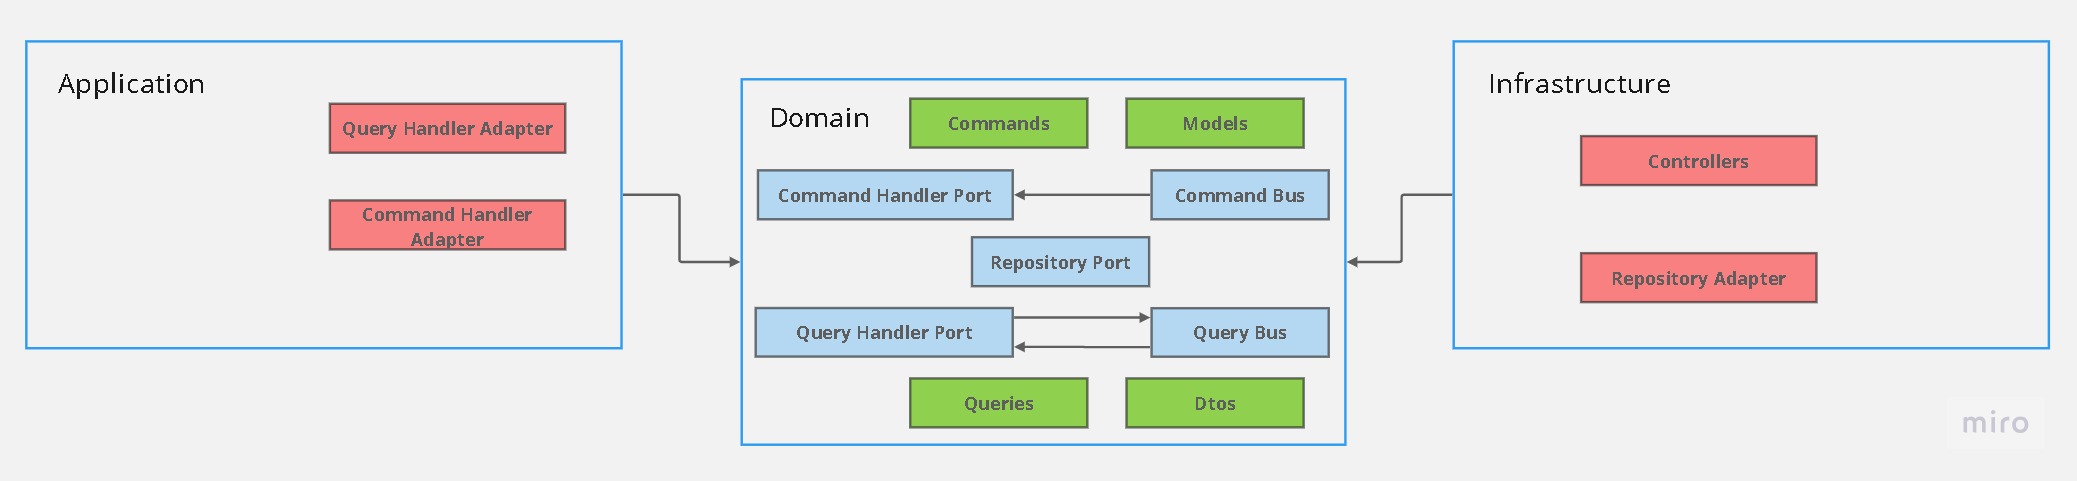 Application
Query Handler Adapter
Command Handler
Adapter
Domain
Commands
Models
Command Handler Port
Command Bus
Repository Port
Query Handler Port
Query Bus
Queries
Dtos
Infrastructure
Controllers
Repository Adapter
miro